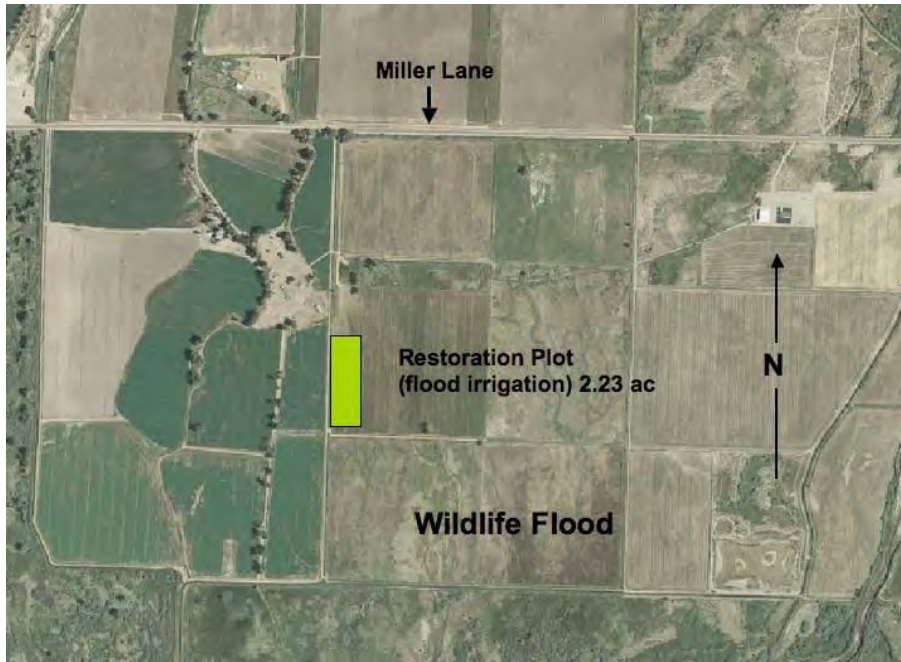 Miller Lane
Restoration Plot
(flood irrigation) 2.23 ac
N
Wildlife Flood